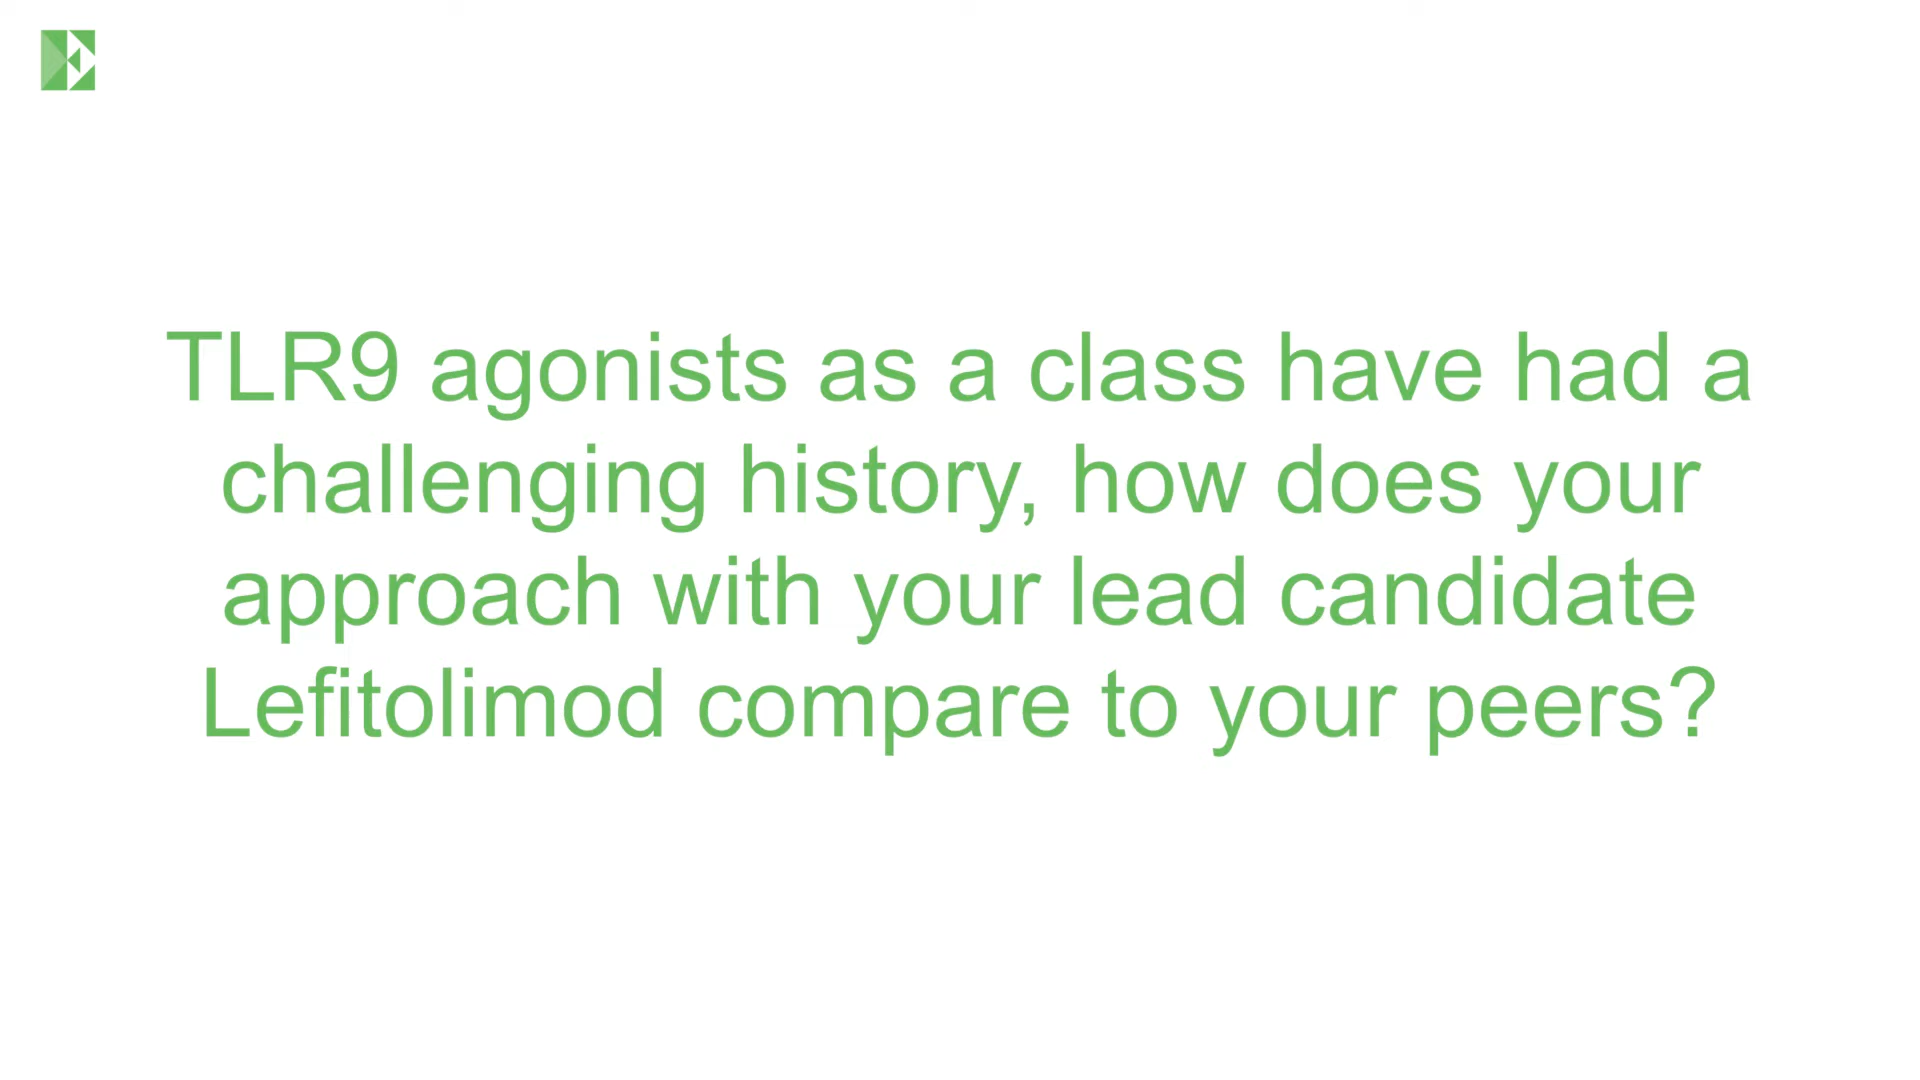 TLR9 agonists as a class have had a
challenging history, how does your
approach with your lead candidate
Lefitolimod compare to your peers?